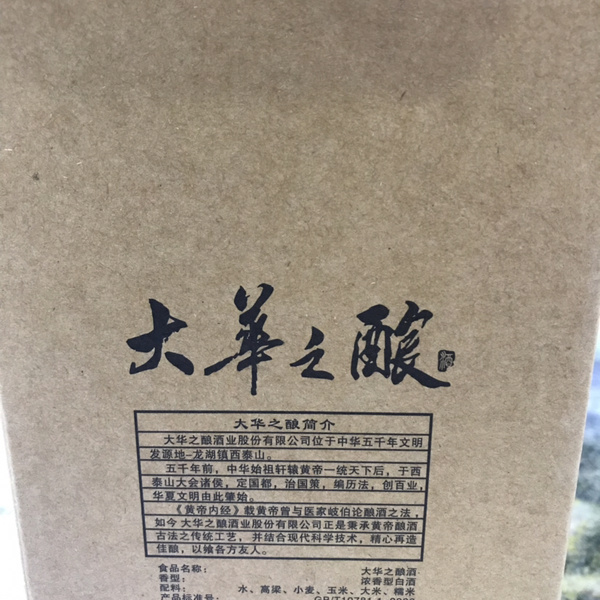 大華之釀
大华之酿简介
大华之酿酒业股份有限公司位于中华五千年文明
发源地-龙湖镇西泰山。
五千年前，中华始祖轩辕黄帝一统天下后，于西
泰山大会诸侯，定国都，治国策，编历法，创百业，
华夏文明由此肇始。
《黄帝内经》载黄帝曾与医家岐伯论酿酒之法，
如今 大华之酿酒业股份有限公司正是秉承黄帝酿酒
古法之传统工艺，并结合现代科学技术，精心再造
佳酿，以飨各方友人。
食品名称： 大华之酿酒
香型： 浓香型白酒
配料： 水、高粱、小麦、玉米、大米、糯米
产品标准号：